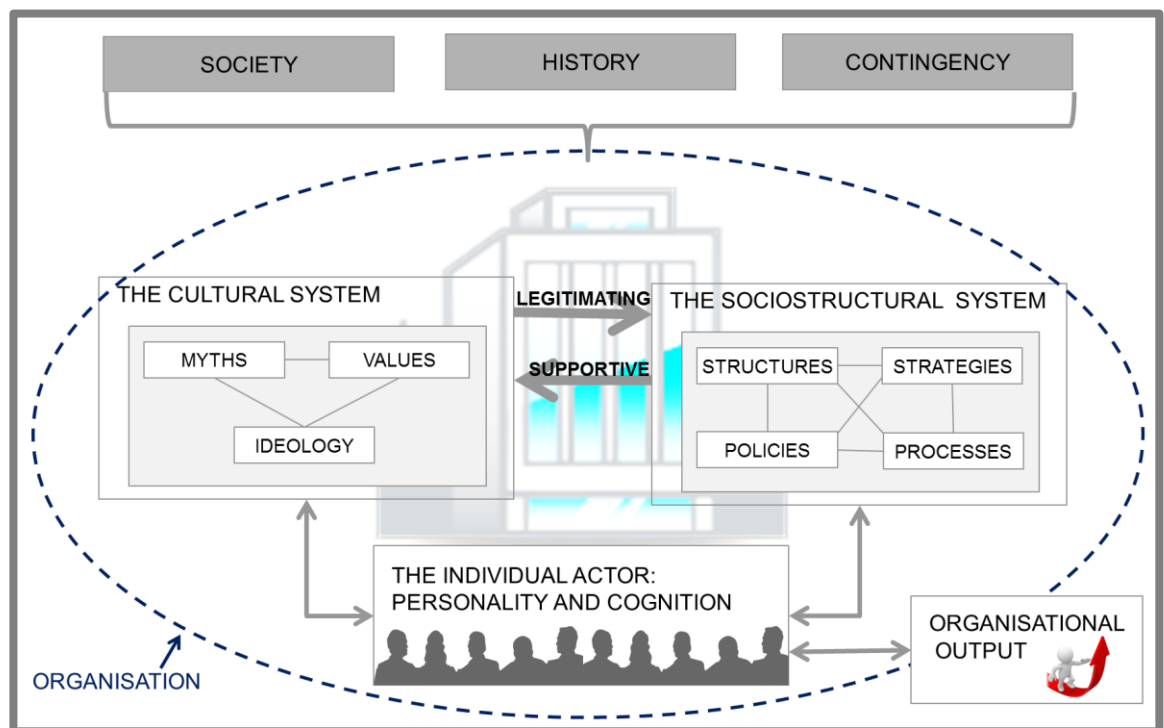 SOCIETY
HISTORY
CONTINGENCY
THE CULTURAL SYSTEM
MYTHS
VALUES
IDEOLOGY
LEGITIMATING
SUPPORTIVE
THE SOCIOSTRUCTURAL SYSTEM
STRUCTURES
STRATEGIES
POLICIES
PROCESSES
THE INDIVIDUAL ACTOR:
PERSONALITY AND COGNITION
ORGANISATIONAL
OUTPUT
ORGANISATION